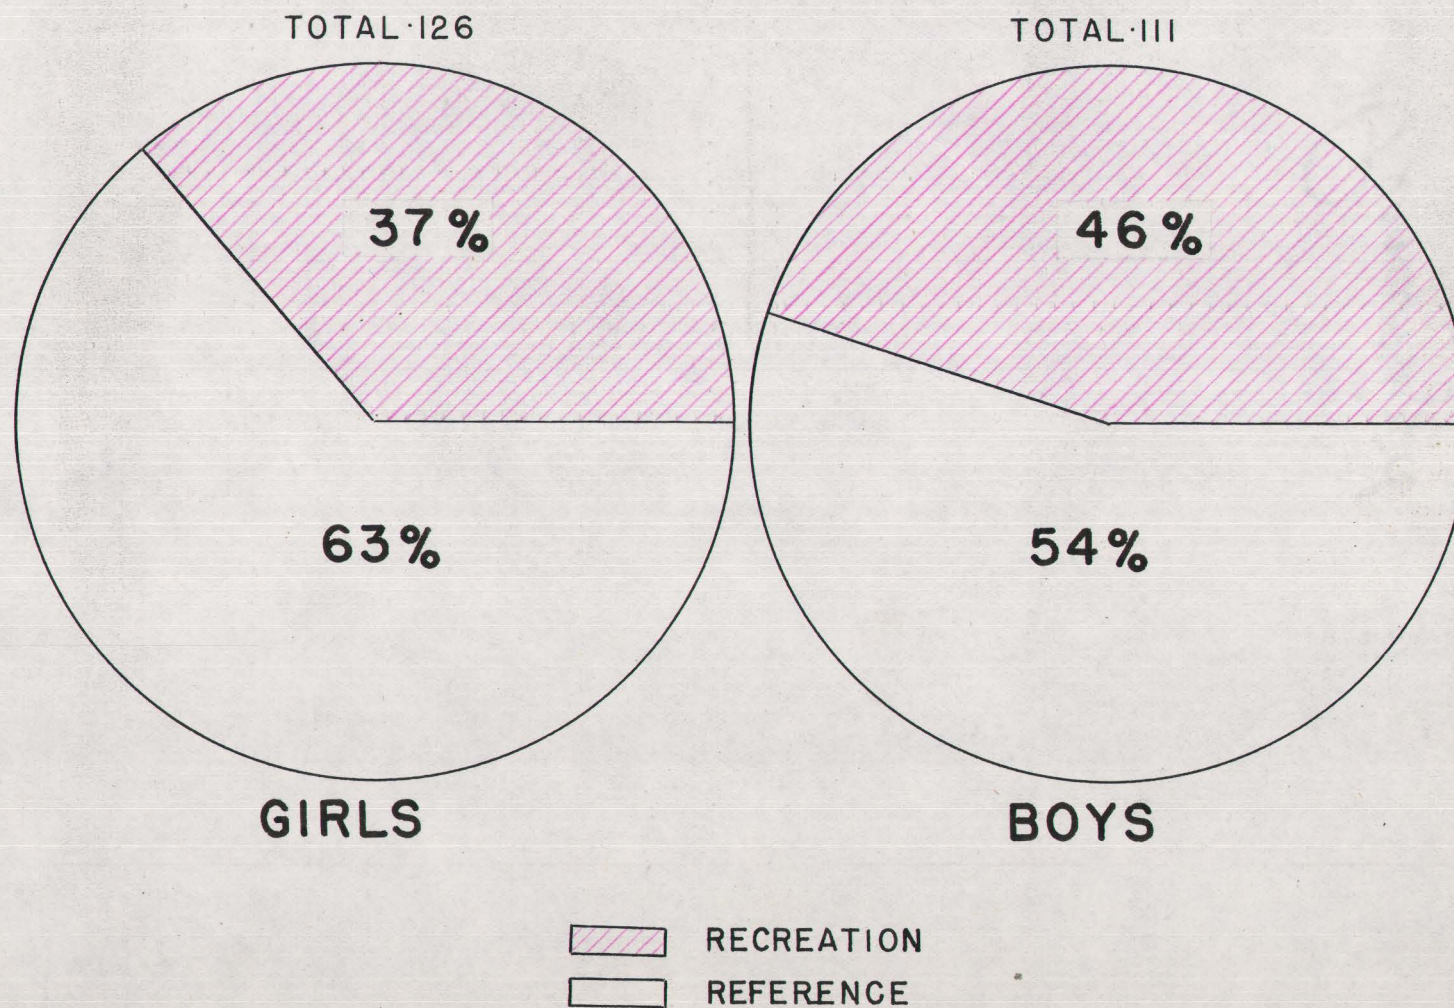 TOTAL·126
TOTAL·111
37%
46%
63%
54%
GIRLS
BOYS
RECREATION
REFERENCE